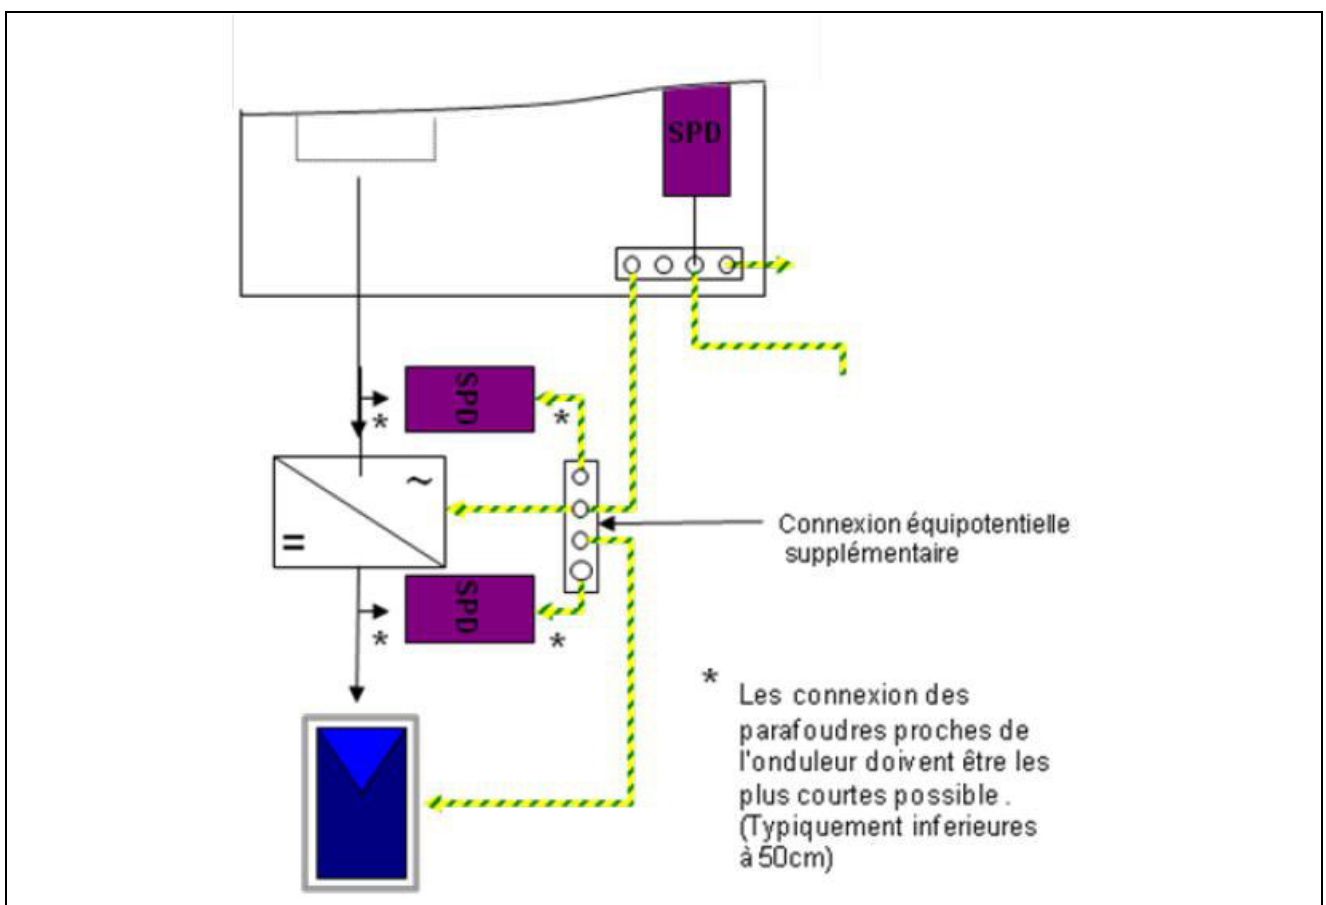 SPD
SPD
*
*
~
=
Connexion équipotentielle
supplémentaire
SPD
*
*
* Les connexion des
parafoudres proches de
l'onduleur doivent être les
plus courtes possible .
(Typiquement inferieures
à 50cm)